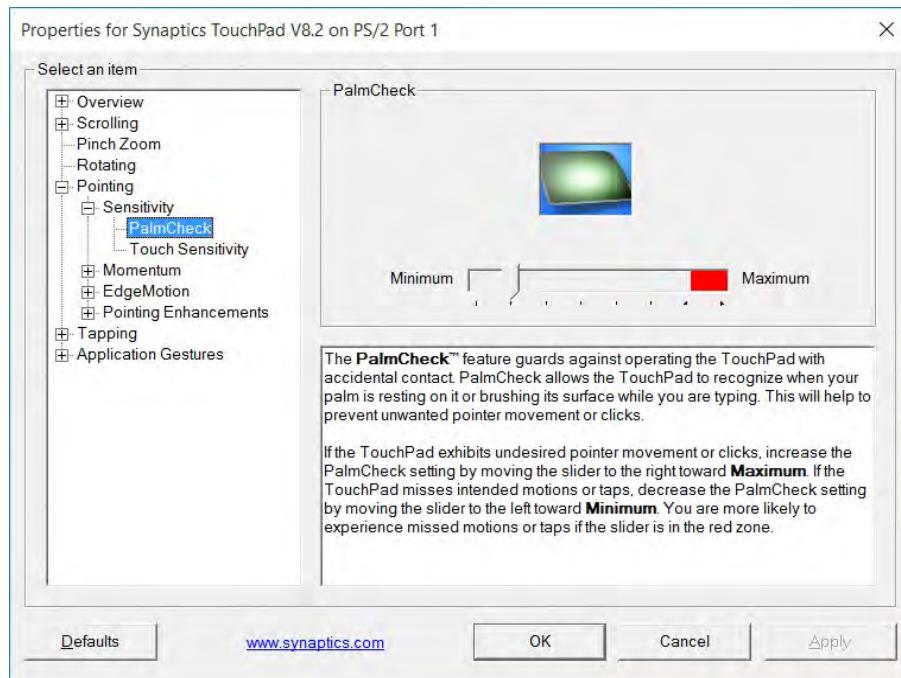 Properties for Synaptics TouchPad V8.2 on PS/2 Port 1
Select an item
Overview
Scrolling
Pinch Zoom
Rotating
Pointing
Sensitivity
PalmCheck
Touch Sensitivity
Momentum
EdgeMotion
Pointing Enhancements
Tapping
Application Gestures
PalmCheck
Minimum
Maximum
The PalmCheck™ feature guards against operating the TouchPad with
accidental contact. PalmCheck allows the TouchPad to recognize when your
palm is resting on it or brushing its surface while you are typing. This will help to
prevent unwanted pointer movement or clicks.
If the TouchPad exhibits undesired pointer movement or clicks, increase the
PalmCheck setting by moving the slider to the right toward Maximum. If the
TouchPad misses intended motions or taps, decrease the PalmCheck setting
by moving the slider to the left toward Minimum. You are more likely to
experience missed motions or taps if the slider is in the red zone.
Defaults
www.synaptics.com
OK
Cancel
Apply